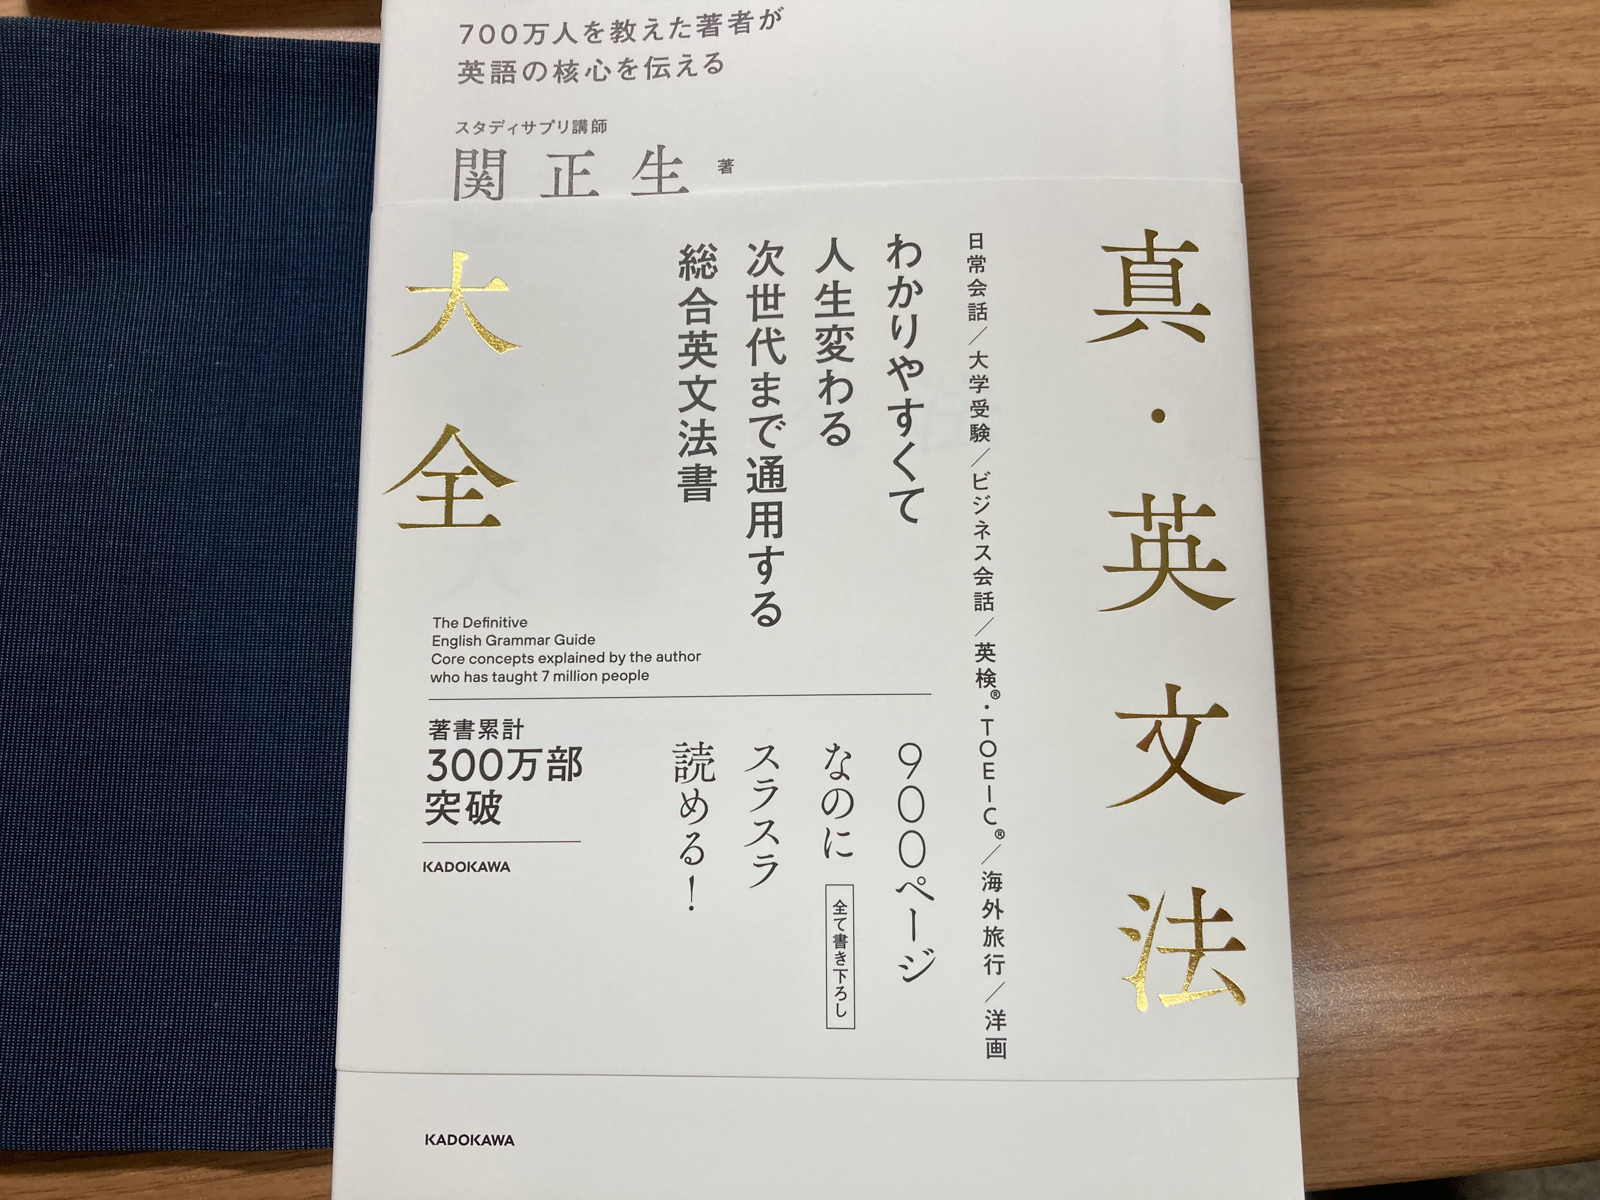 700万人を教えた著者が
英語の核心を伝える
スタディサプリ講師
関 正 生 著
真・英文法
大全
日常会話/大学受験/ビジネス会話/英検®・TOEIC®/海外旅行/洋画
わかりやすくて
人生変わる
次世代まで通用する
総合英文法書
The Definitive
English Grammar Guide
Core concepts explained by the author
who has taught 7 million people
900ページ
なのに
全て書き下ろし
スラスラ
読める!
著書累計
300万部
突破
KADOKAWA
KADOKAWA